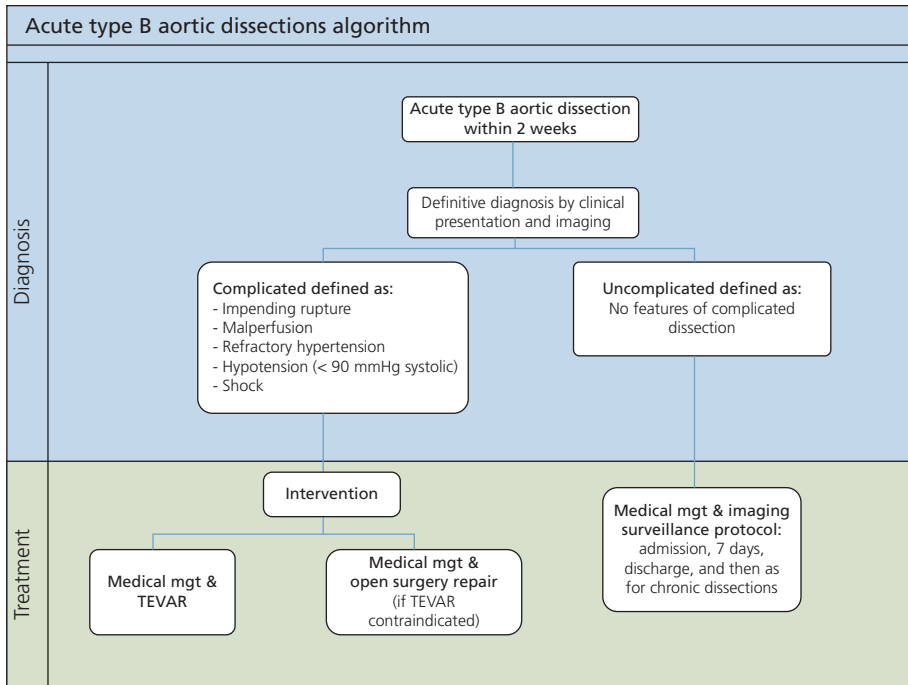 Acute type B aortic dissections algorithm
Diagnosis
Acute type B aortic dissection
within 2 weeks
Definitive diagnosis by clinical
presentation and imaging
Complicated defined as:
- Impending rupture
- Malperfusion
- Refractory hypertension
- Hypotension (< 90 mmHg systolic)
- Shock
Uncomplicated defined as:
No features of complicated
dissection
Treatment
Intervention
Medical mgt &
TEVAR
Medical mgt &
open surgery repair
(if TEVAR
contraindicated)
Medical mgt & imaging
surveillance protocol:
admission, 7 days,
discharge, and then as
for chronic dissections